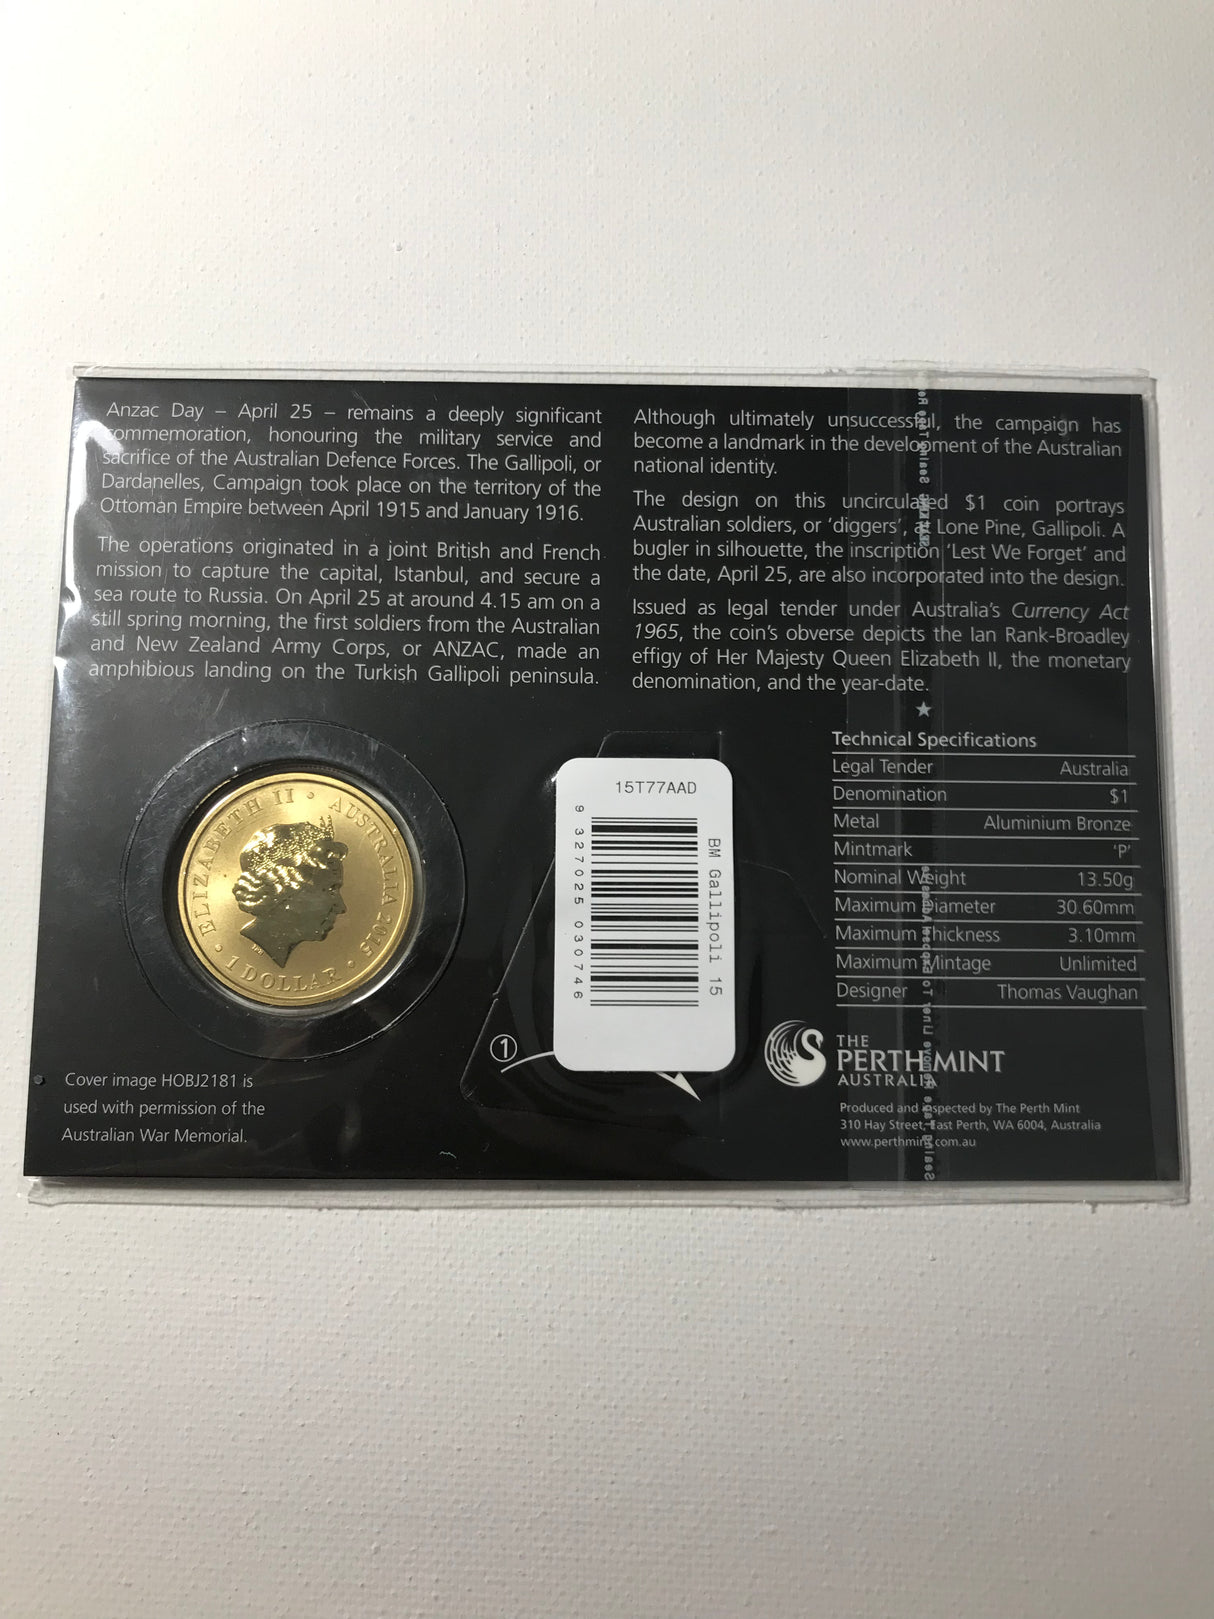 Anzac Day – April 25 – remains a deeply significant
commemoration, honouring the military service and
sacrifice of the Australian Defence Forces. The Gallipoli, or
Dardanelles, Campaign took place on the territory of the
Ottoman Empire between April 1915 and January 1916.
The operations originated in a joint British and French
mission to capture the capital, Istanbul, and secure a
sea route to Russia. On April 25 at around 4.15 am on a
still spring morning, the first soldiers from the Australian
and New Zealand Army Corps, or ANZAC, made an
amphibious landing on the Turkish Gallipoli peninsula.
Although ultimately unsuccessful, the campaign has
become a landmark in the development of the Australian
national identity.
The design on this uncirculated $1 coin portrays
Australian soldiers, or ‘diggers’, at Lone Pine, Gallipoli. A
bugler in silhouette, the inscription ‘Lest We Forget’ and
the date, April 25, are also incorporated into the design.
Issued as legal tender under Australia’s Currency Act
1965, the coin’s obverse depicts the Ian Rank-Broadley
effigy of Her Majesty Queen Elizabeth II, the monetary
denomination, and the year-date.
Technical Specifications
Legal Tender Australia
Denomination $1
Metal Aluminium Bronze
Mintmark ‘P’
Nominal Weight 13.50g
Maximum Diameter 30.60mm
Maximum Thickness 3.10mm
Maximum Mintage Unlimited
Designer Thomas Vaughan
ELIZABETH II • AUSTRALIA 2015 •
1 DOLLAR •
15T77AAD
9 327025 030746
BM Gallipoli 15
1
Cover image HOBJ2181 is
used with permission of the
Australian War Memorial.
THE
PERTH MINT
AUSTRALIA
Produced and inspected by The Perth Mint
310 Hay Street, East Perth, WA 6004, Australia
www.perthmint.com.au